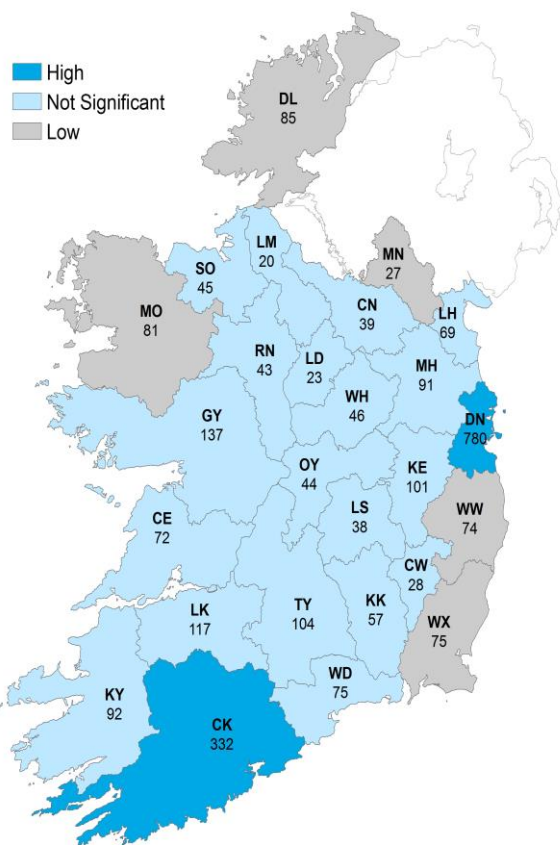 High
Not Significant
Low
DL
85
LM
20
SO
45
MN
27
MO
81
CN
39
LH
69
RN
43
LD
23
MH
91
WH
46
GY
137
DN
780
OY
44
KE
101
LS
38
WW
74
CE
72
CW
28
LK
117
TY
104
KK
57
WX
75
WD
75
KY
92
CK
332